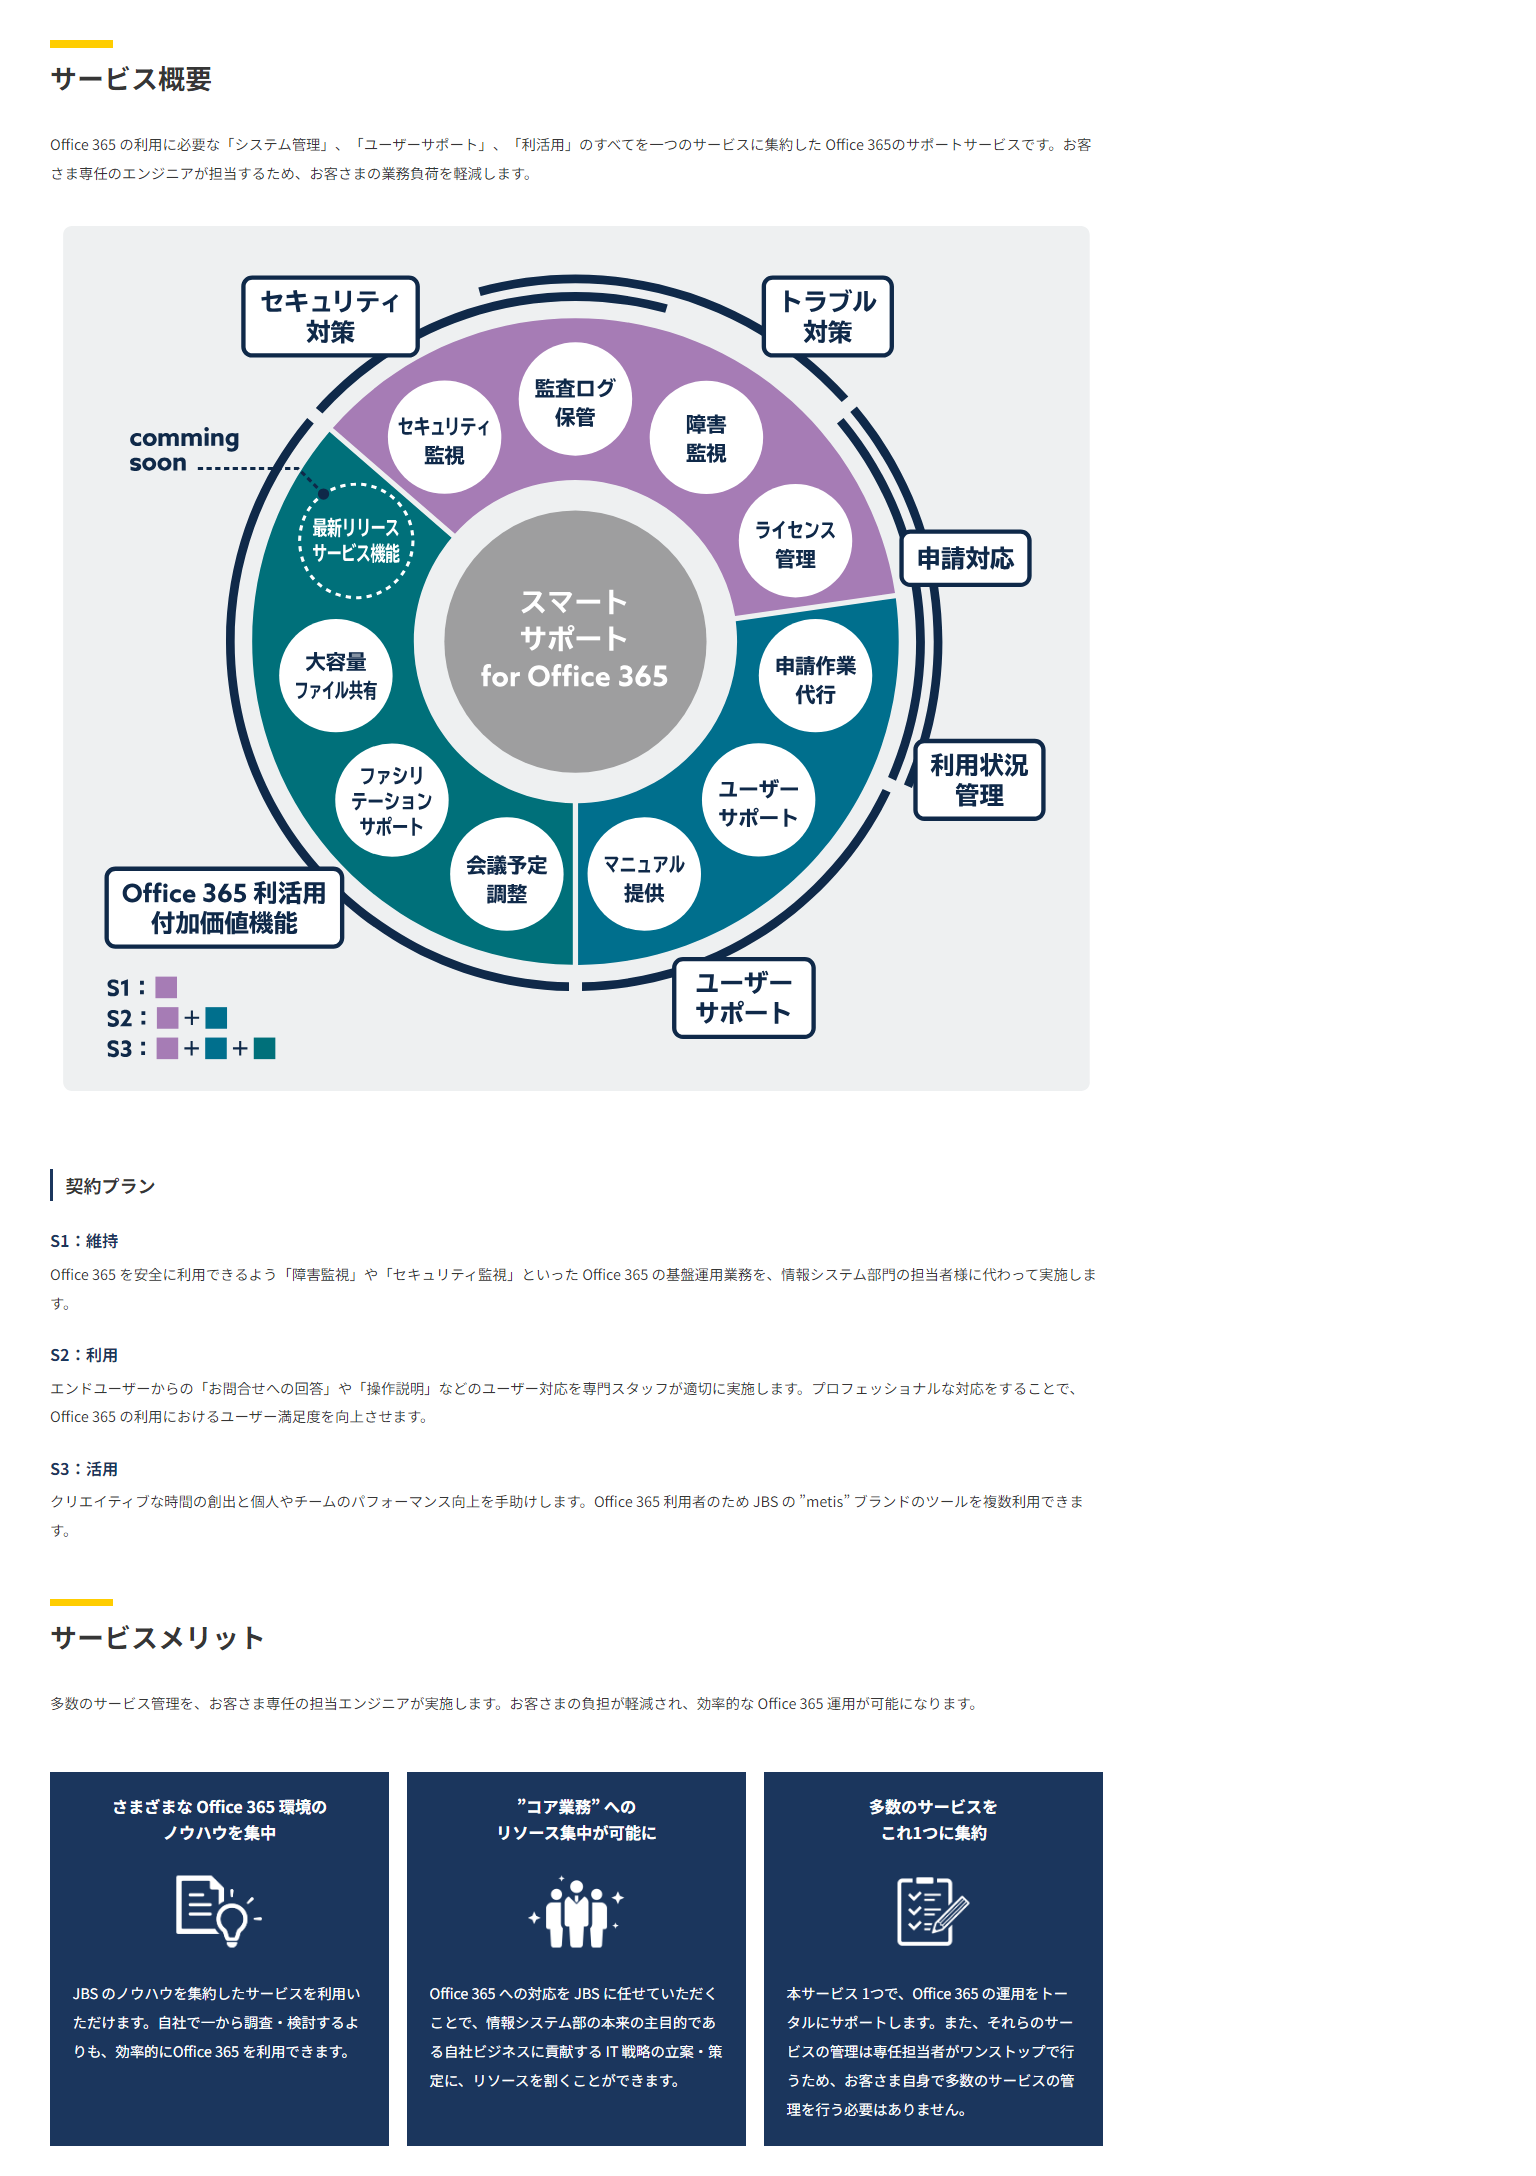 サービス概要
Office 365 の利用に必要な「システム管理」、「ユーザーサポート」、「利活用」のすべてを一つのサービスに集約した Office 365のサポートサービスです。お客
さま専任のエンジニアが担当するため、お客さまの業務負荷を軽減します。
セキュリティ
対策
トラブル
対策
監査ログ
保管
セキュリティ
監視
障害
監視
comming
soon
ライセンス
管理
最新リリース
サービス機能
申請対応
スマート
サポート
for Office 365
大容量
ファイル共有
申請作業
代行
利用状況
管理
ファシリ
テーション
サポート
ユーザー
サポート
会議予定
調整
マニュアル
提供
Office 365 利活用
付加価値機能
ユーザー
サポート
S1：
S2： +
S3： + +
契約プラン
S1：維持
Office 365 を安全に利用できるよう「障害監視」や「セキュリティ監視」といった Office 365 の基盤運用業務を、情報システム部門の担当者様に代わって実施しま
す。
S2：利用
エンドユーザーからの「お問合せへの回答」や「操作説明」などのユーザー対応を専門スタッフが適切に実施します。プロフェッショナルな対応をすることで、
Office 365 の利用におけるユーザー満足度を向上させます。
S3：活用
クリエイティブな時間の創出と個人やチームのパフォーマンス向上を手助けします。Office 365 利用者のため JBS の ”metis” ブランドのツールを複数利用できま
す。
サービスメリット
多数のサービス管理を、お客さま専任の担当エンジニアが実施します。お客さまの負担が軽減され、効率的な Office 365 運用が可能になります。
さまざまな Office 365 環境の
ノウハウを集中
JBS のノウハウを集約したサービスを利用い
ただけます。自社で一から調査・検討するよ
りも、効率的にOffice 365 を利用できます。
”コア業務” への
リソース集中が可能に
Office 365 への対応を JBS に任せていただく
ことで、情報システム部の本来の主目的であ
る自社ビジネスに貢献する IT 戦略の立案・策
定に、リソースを割くことができます。
多数のサービスを
これ1つに集約
本サービス 1つで、Office 365 の運用をトー
タルにサポートします。また、それらのサー
ビスの管理は専任担当者がワンストップで行
うため、お客さま自身で多数のサービスの管
理を行う必要はありません。